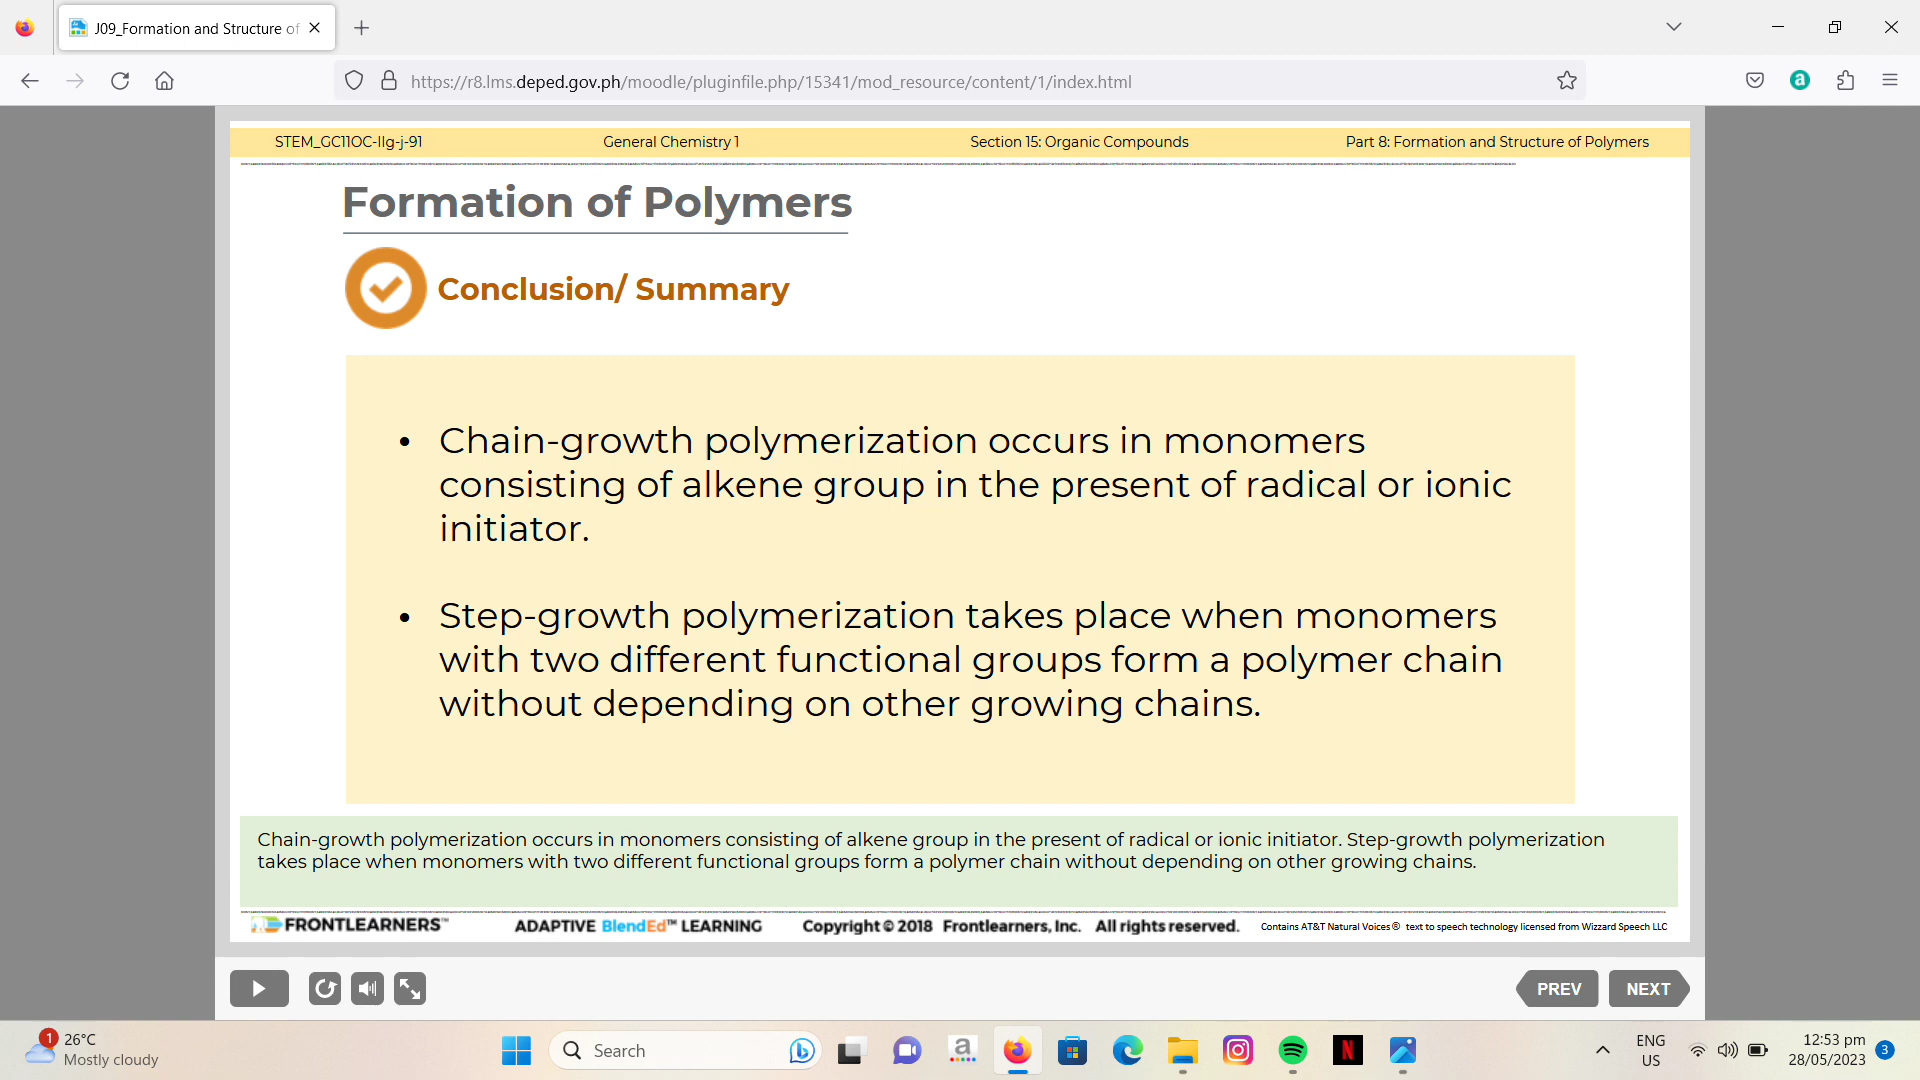 J09_Formation and Structure of
https://r8.lms.deped.gov.ph/moodle/pluginfile.php/15341/mod_resource/content/1/index.html
STEM_GC11OC-IIg-j-91 General Chemistry 1 Section 15: Organic Compounds Part 8: Formation and Structure of Polymers
Formation of Polymers
Conclusion/ Summary
• Chain-growth polymerization occurs in monomers
consisting of alkene group in the present of radical or ionic
initiator.
• Step-growth polymerization takes place when monomers
with two different functional groups form a polymer chain
without depending on other growing chains.
Chain-growth polymerization occurs in monomers consisting of alkene group in the present of radical or ionic initiator. Step-growth polymerization
takes place when monomers with two different functional groups form a polymer chain without depending on other growing chains.
FRONTLEARNERS™ ADAPTIVE BlendEd™ LEARNING Copyright © 2018 Frontlearners, Inc. All rights reserved. Contains AT&T Natural Voices® text to speech technology licensed from Wizzard Speech LLC
PREV NEXT
1 26°C
Mostly cloudy
Search
a
N
ENG
US
12:53 pm
28/05/2023
3